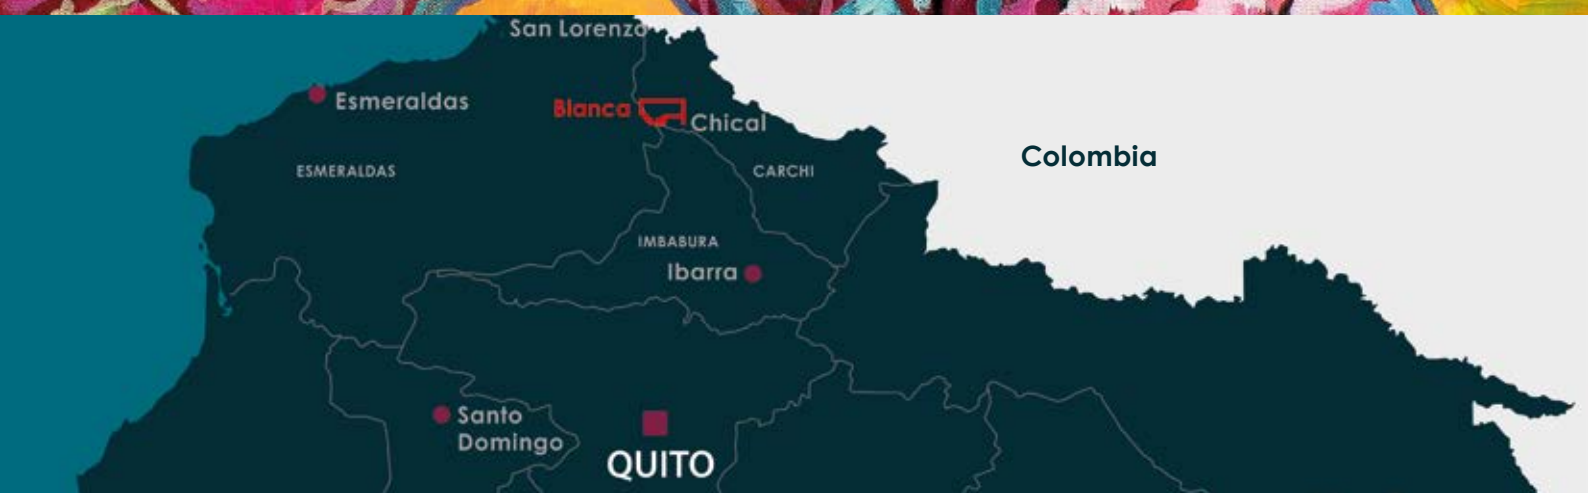 San Lorenzo
Esmeraldas
Blanca
Chical
Colombia
ESMERALDAS
CARCHI
IMBABURA
Ibarra
Santo
Domingo
QUITO